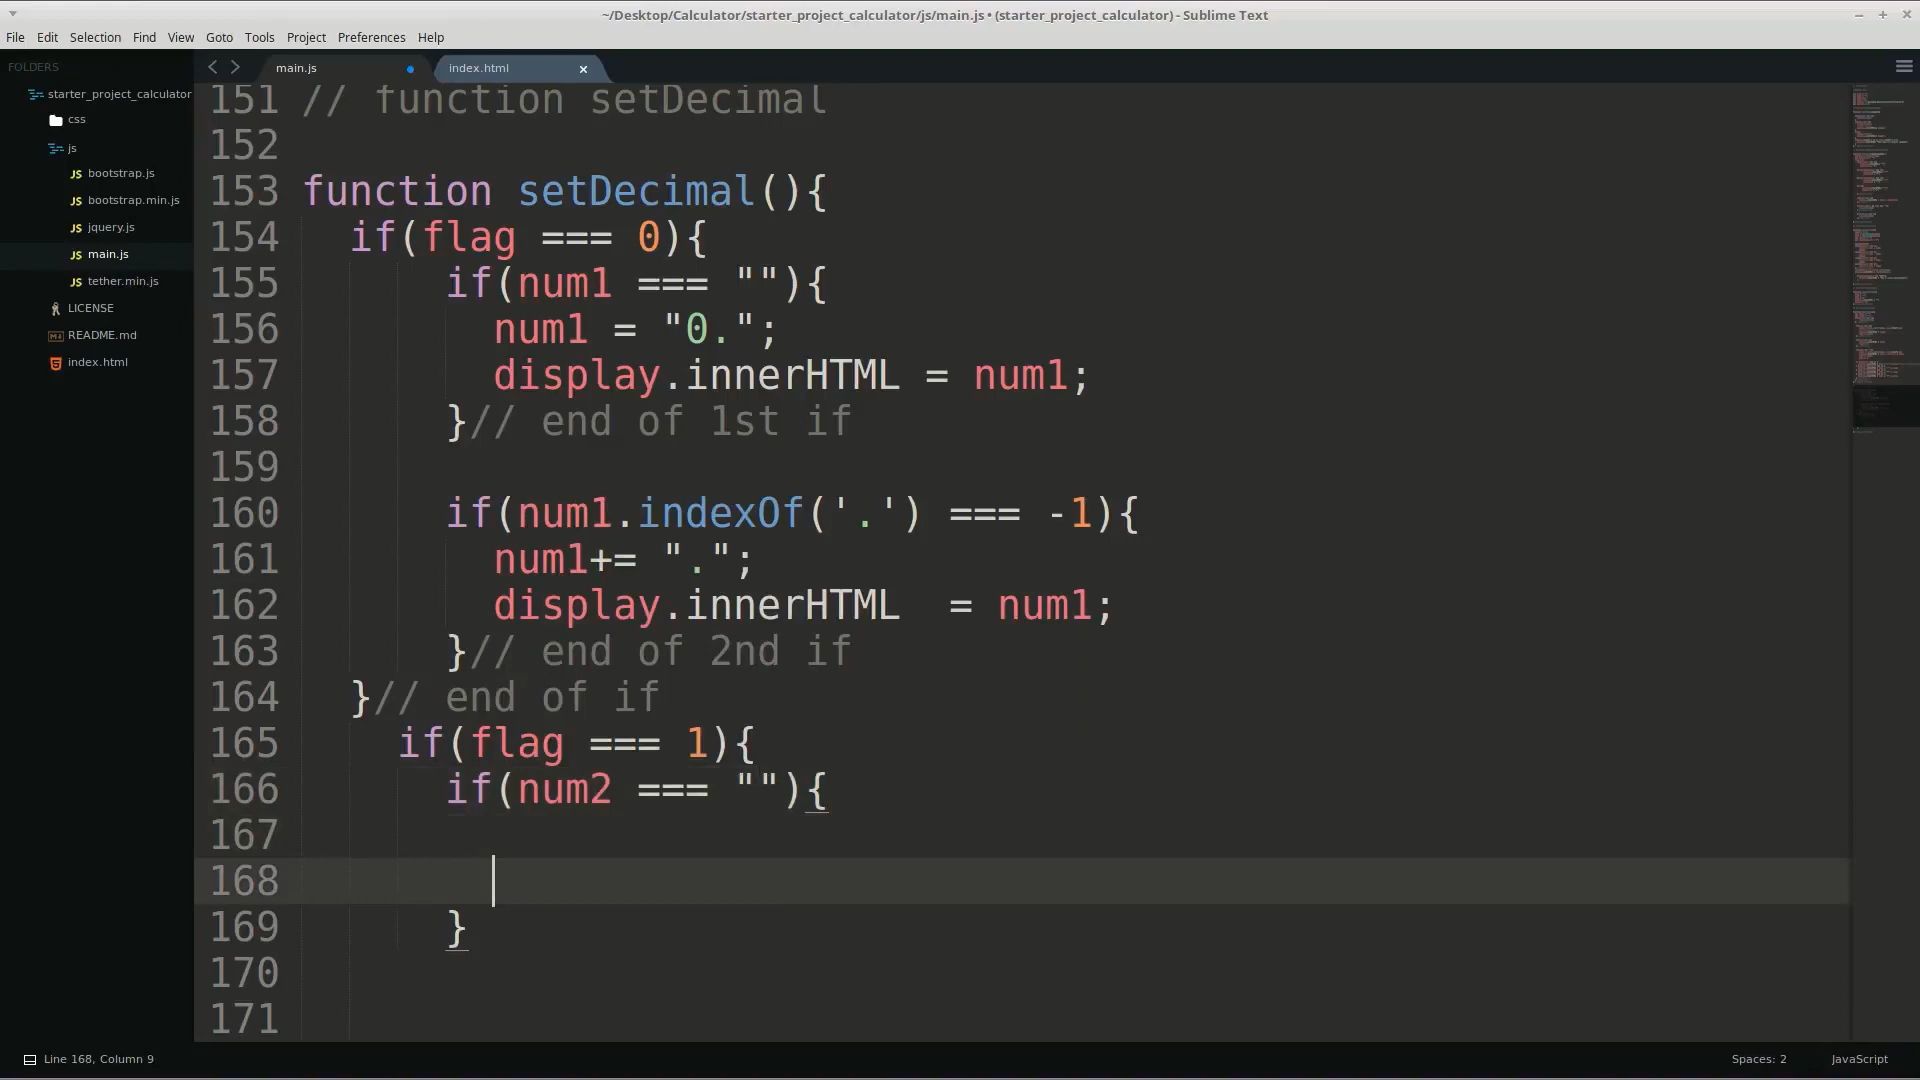 ~/Desktop/Calculator/starter_project_calculator/js/main.js • (starter_project_calculator) - Sublime Text
File Edit Selection Find View Goto Tools Project Preferences Help
FOLDERS
starter_project_calculator
css
js
JS bootstrap.js
JS bootstrap.min.js
JS jquery.js
JS main.js
JS tether.min.js
LICENSE
README.md
index.html
main.js
index.html
151 // function setDecimal
152
153 function setDecimal(){
154   if(flag === 0){
155       if(num1 === ""){
156         num1 = "0.";
157         display.innerHTML = num1;
158       }// end of 1st if
159
160       if(num1.indexOf('.') === -1){
161         num1+= ".";
162         display.innerHTML  = num1;
163       }// end of 2nd if
164   }// end of if
165     if(flag === 1){
166       if(num2 === ""){
167
168
169       }
170
171
Line 168, Column 9
Spaces: 2
JavaScript